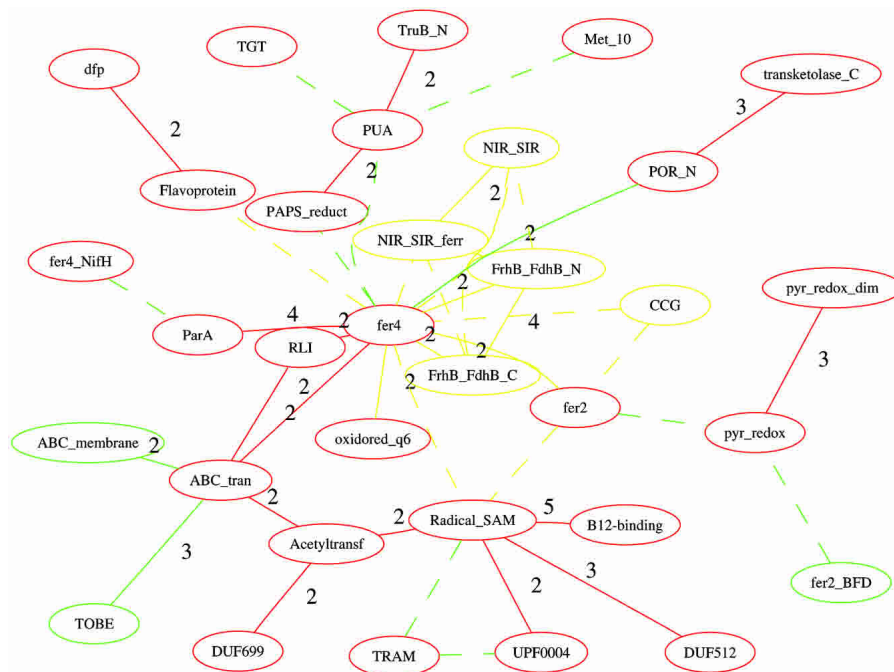 TruB_N
TGT
Met_10
dfp
transketolase_C
2
3
2
PUA
NIR_SIR
2
POR_N
Flavoprotein
2
PAPS_reduct
NIR_SIR_ferr
2
fer4_NifH
FrhB_FdhB_N
2
pyr_redox_dim
CCG
4
2
fer4
2
4
ParA
RLI
2
3
FrhB_FdhB_C
2
2
2
fer2
ABC_membrane
2
oxidored_q6
pyr_redox
ABC_tran
2
5
2
Radical_SAM
B12-binding
Acetyltransf
3
2
2
3
fer2_BFD
TOBE
DUF699
TRAM
UPF0004
DUF512